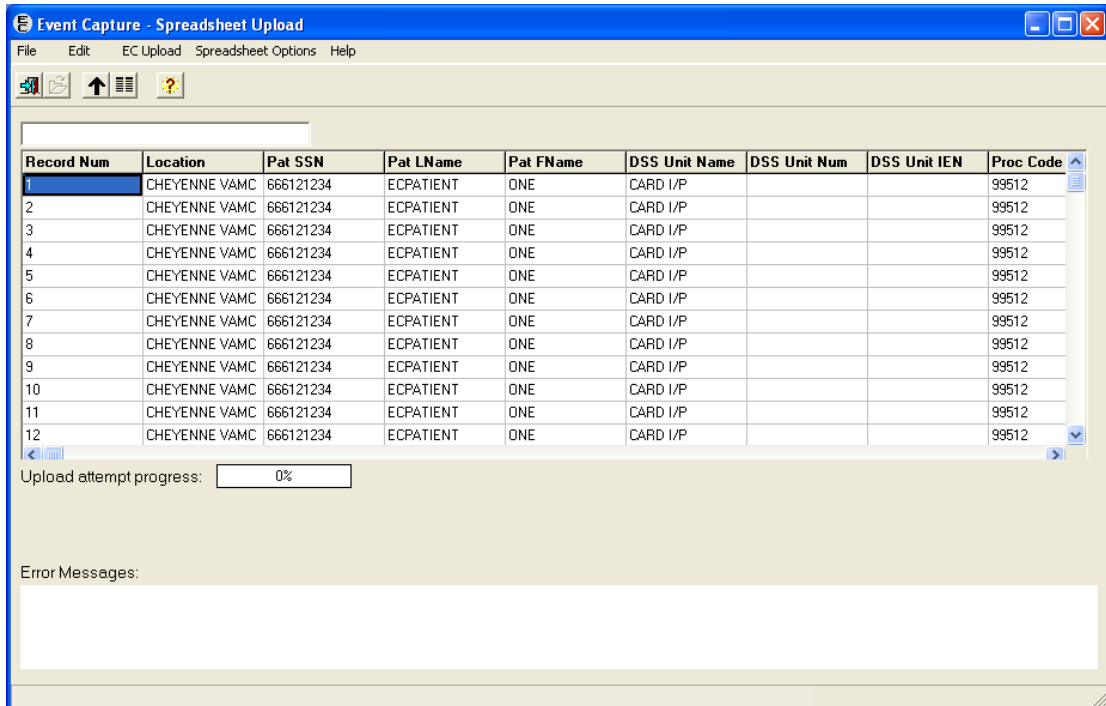 Event Capture - Spreadsheet Upload
File Edit EC Upload Spreadsheet Options Help
Record Num Location Pat SSN Pat LName Pat FName DSS Unit Name DSS Unit Num DSS Unit IEN Proc Code
1 CHEYENNE VAMC 666121234 ECPATIENT ONE CARD I/P 99512
2 CHEYENNE VAMC 666121234 ECPATIENT ONE CARD I/P 99512
3 CHEYENNE VAMC 666121234 ECPATIENT ONE CARD I/P 99512
4 CHEYENNE VAMC 666121234 ECPATIENT ONE CARD I/P 99512
5 CHEYENNE VAMC 666121234 ECPATIENT ONE CARD I/P 99512
6 CHEYENNE VAMC 666121234 ECPATIENT ONE CARD I/P 99512
7 CHEYENNE VAMC 666121234 ECPATIENT ONE CARD I/P 99512
8 CHEYENNE VAMC 666121234 ECPATIENT ONE CARD I/P 99512
9 CHEYENNE VAMC 666121234 ECPATIENT ONE CARD I/P 99512
10 CHEYENNE VAMC 666121234 ECPATIENT ONE CARD I/P 99512
11 CHEYENNE VAMC 666121234 ECPATIENT ONE CARD I/P 99512
12 CHEYENNE VAMC 666121234 ECPATIENT ONE CARD I/P 99512
Upload attempt progress: 0%
Error Messages: